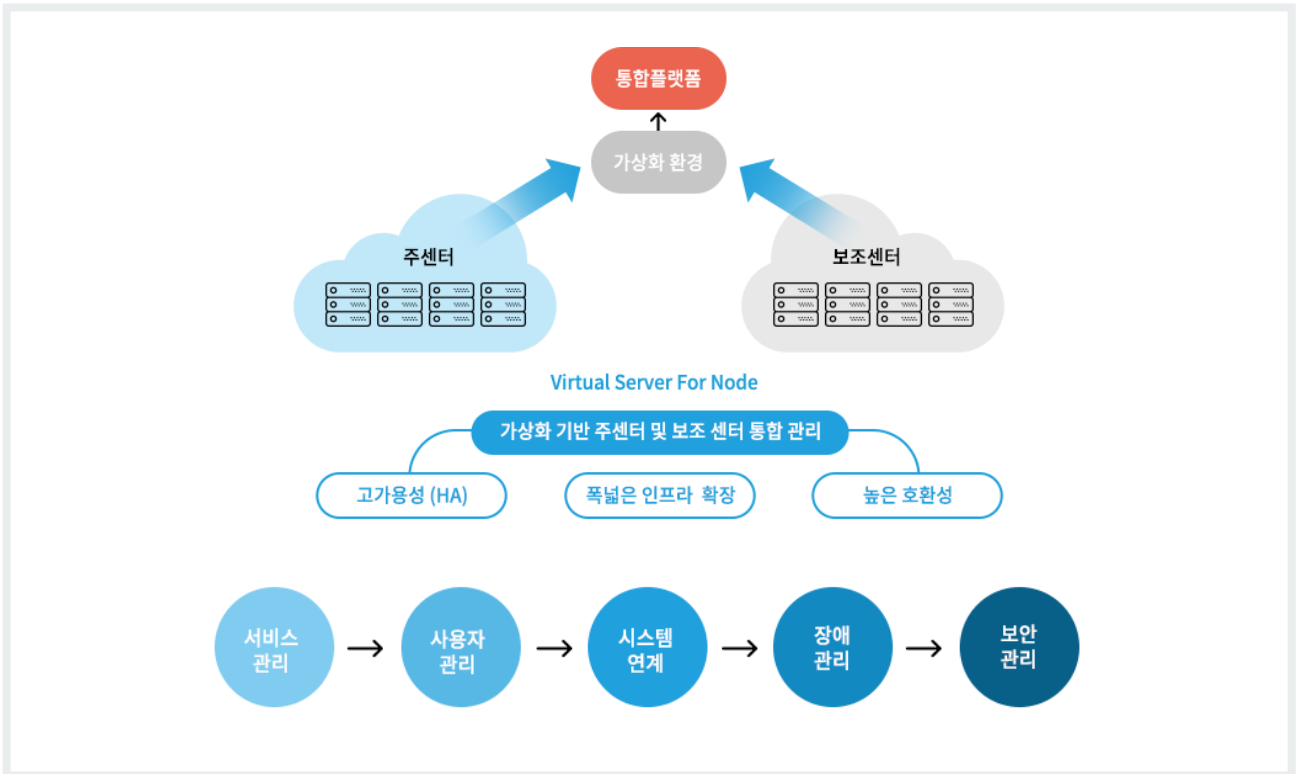 통합플랫폼
가상화 환경
주센터
보조센터
Virtual Server For Node
가상화 기반 주센터 및 보조 센터 통합 관리
고가용성 (HA)
폭넓은 인프라 확장
높은 호환성
서비스
관리
사용자
관리
시스템
연계
장애
관리
보안
관리